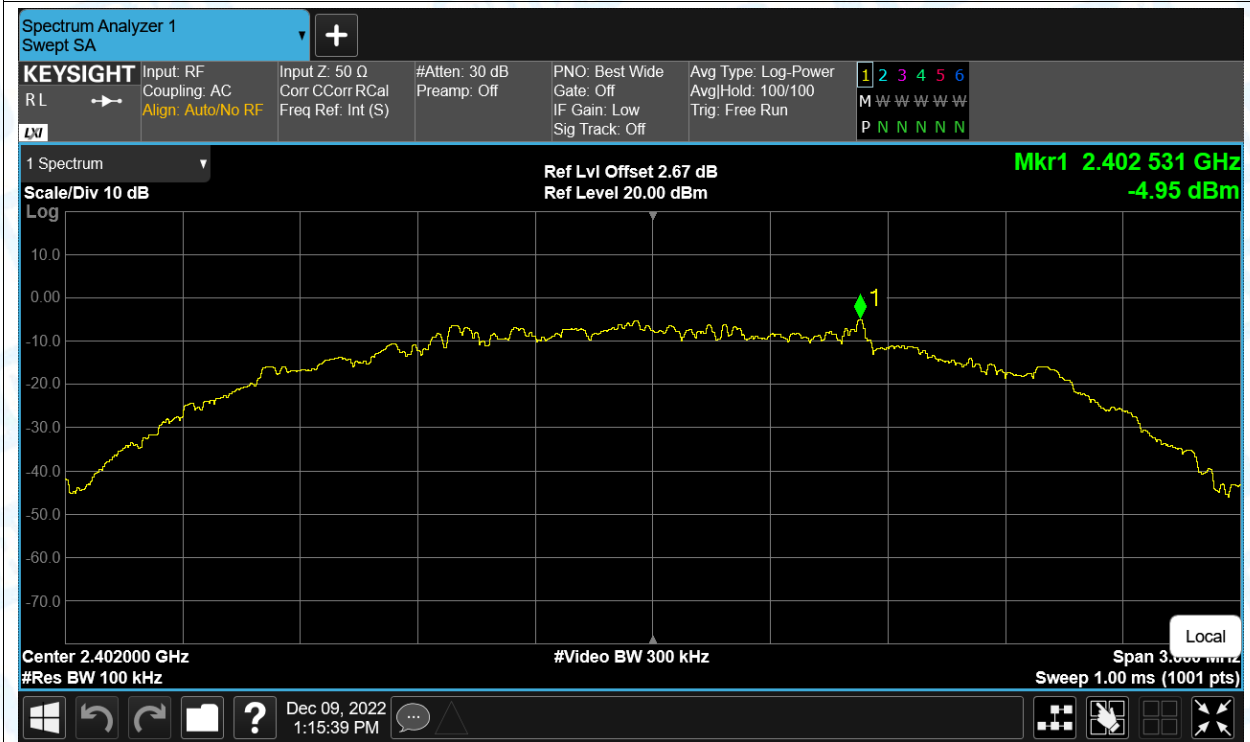 Spectrum Analyzer 1
Swept SA
KEYSIGHT
R L
LXI
Input: RF
Coupling: AC
Align: Auto/No RF
Input Z: 50 Ω
Corr CCorr RCal
Freq Ref: Int (S)
#Atten: 30 dB
Preamp: Off
PNO: Best Wide
Gate: Off
IF Gain: Low
Sig Track: Off
Avg Type: Log-Power
Avg|Hold: 100/100
Trig: Free Run
1 2 3 4 5 6
M W W W W W W
P N N N N N
1 Spectrum
Scale/Div 10 dB
Log
Ref Lvl Offset 2.67 dB
Ref Level 20.00 dBm
Mkr1 2.402 531 GHz
-4.95 dBm
10.0
0.00
-10.0
-20.0
-30.0
-40.0
-50.0
-60.0
-70.0
1
Local
Center 2.402000 GHz
#Video BW 300 kHz
Span 3.000 MHz
#Res BW 100 kHz
Sweep 1.00 ms (1001 pts)
?
Dec 09, 2022
1:15:39 PM